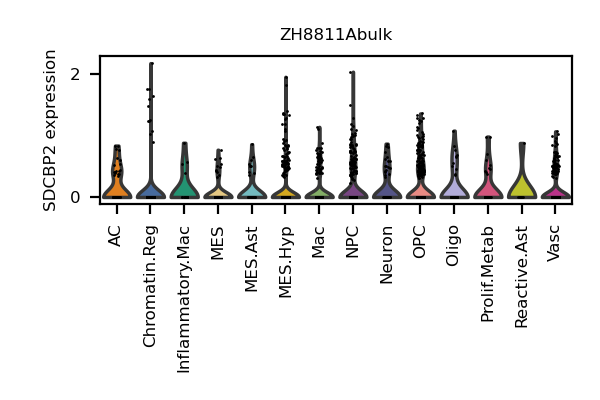 ZH8811Abulk
SDCBP2 expression
2
0
AC
Chromatin.Reg
Inflammatory.Mac
MES
MES.Ast
MES.Hyp
Mac
NPC
Neuron
OPC
Oligo
Prolif.Metab
Reactive.Ast
Vasc